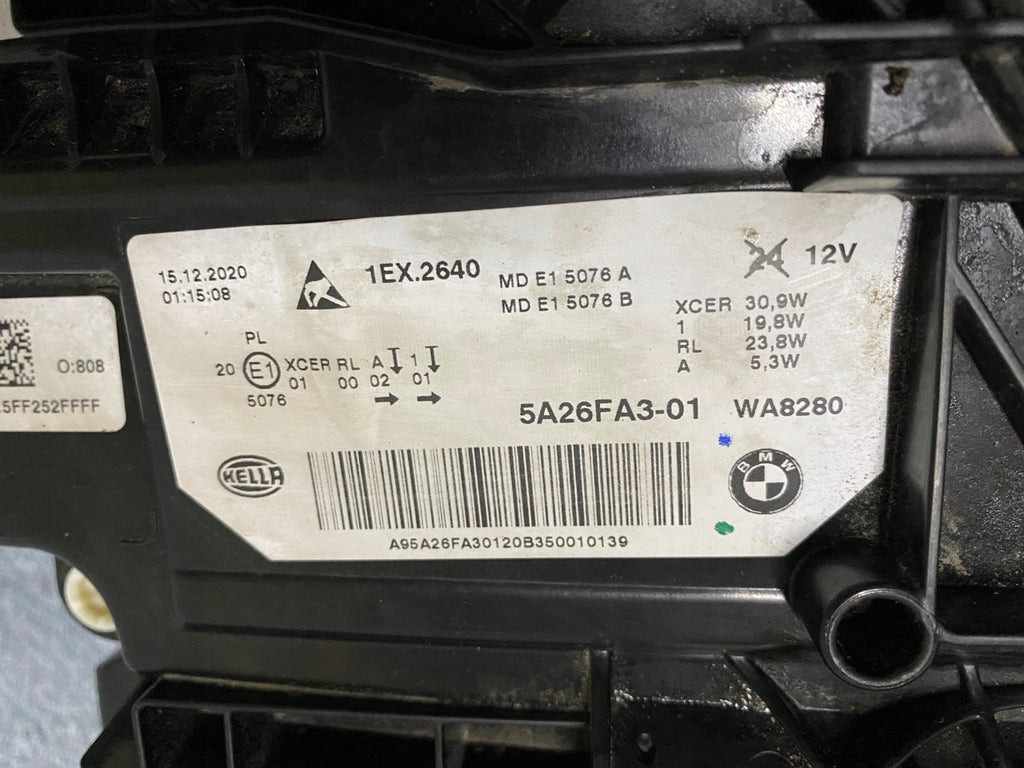 15.12.2020
01:15:08
1EX.2640
MD E1 5076 A
MD E1 5076 B
24 12V
XCER 30,9W
1 19,8W
RL 23,8W
A 5,3W
PL
20 E1 XCER RL A 1
01 00 02 01
5076
→ →
5A26FA3-01 WA8280
HELLA
BMW
A95A26FA30120B350010139
O:808
5FF252FFFF